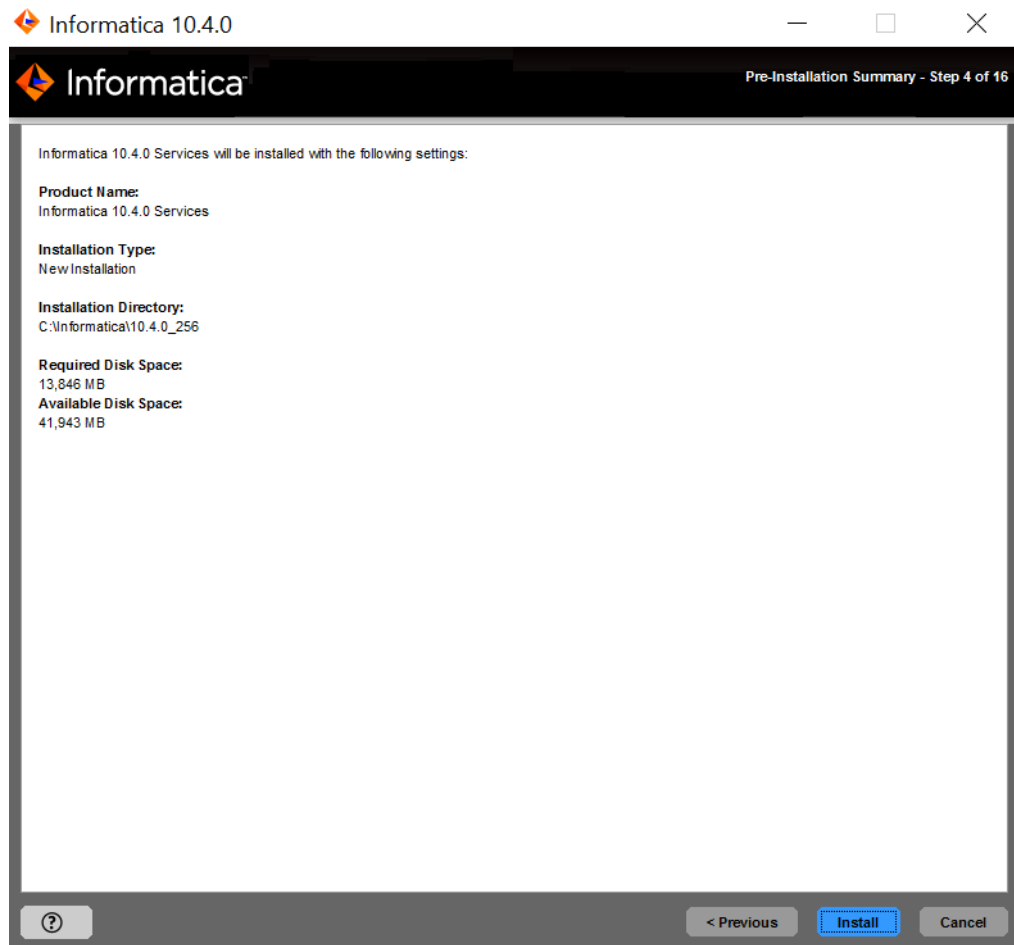 Informatica 10.4.0
Informatica
Pre-Installation Summary - Step 4 of 16
Informatica 10.4.0 Services will be installed with the following settings:
Product Name:
Informatica 10.4.0 Services
Installation Type:
New Installation
Installation Directory:
C:\Informatica\10.4.0_256
Required Disk Space:
13,846 MB
Available Disk Space:
41,943 MB
?
< Previous
Install
Cancel